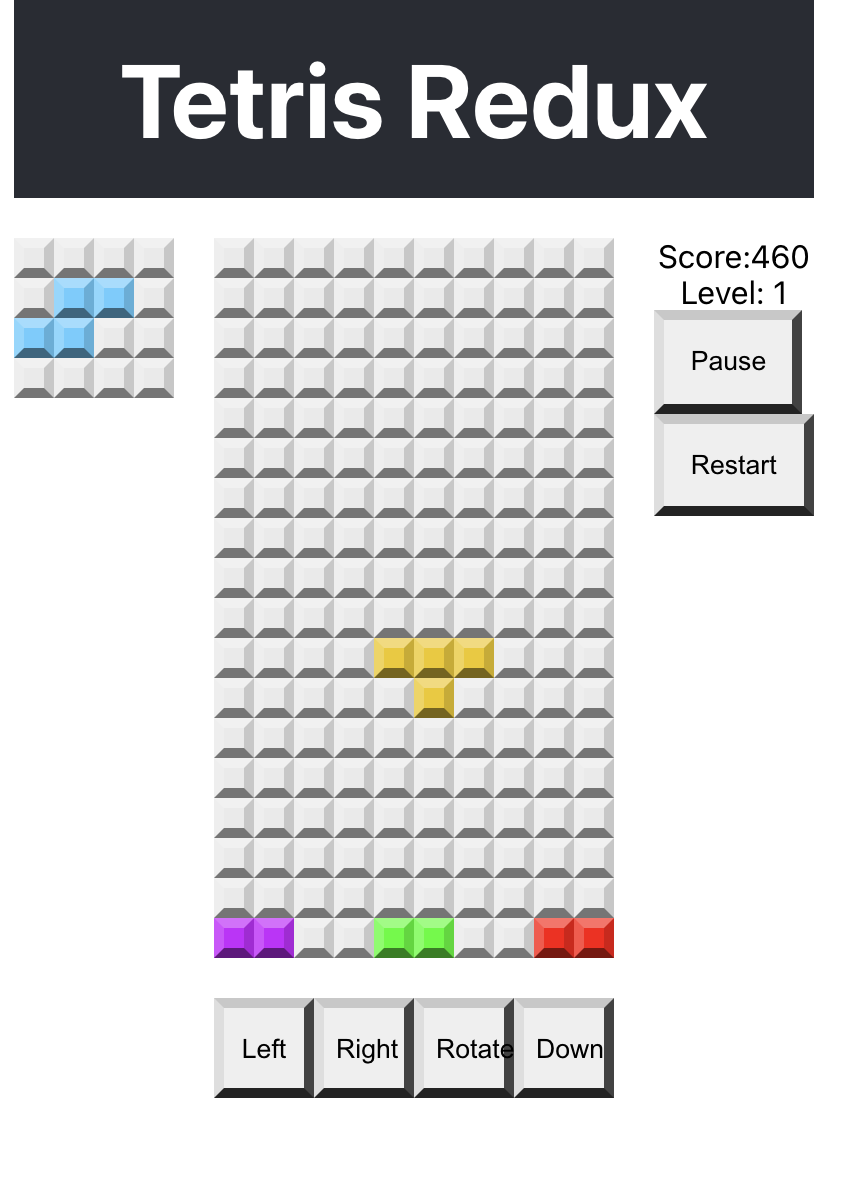 Tetris Redux
Score:460
Level: 1
Pause
Restart
Left
Right
Rotate
Down